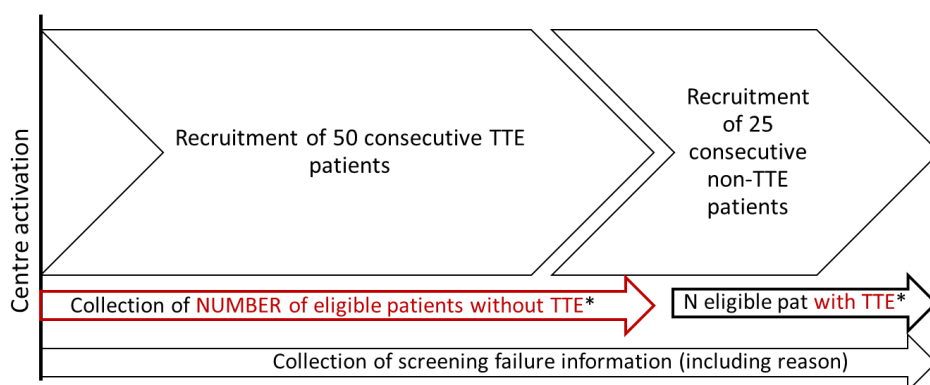 Centre activation
Recruitment of 50 consecutive TTE
patients
Recruitment
of 25
consecutive
non-TTE
patients
Collection of NUMBER of eligible patients without TTE*
N eligible pat with TTE*
Collection of screening failure information (including reason)